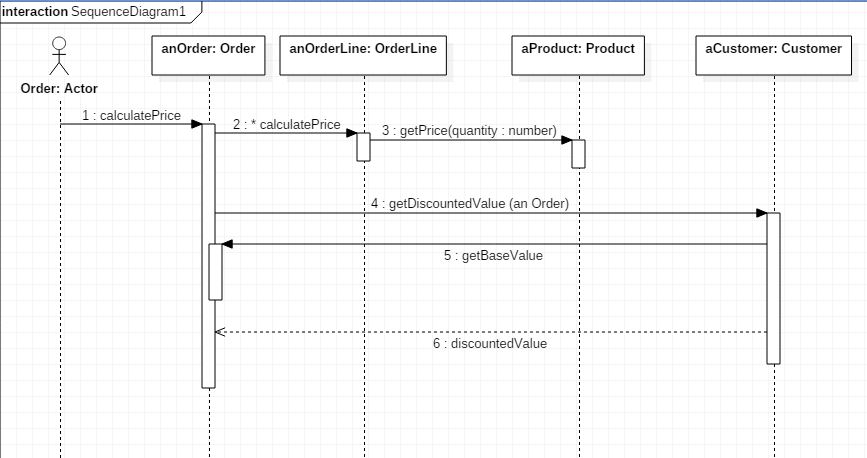 interaction SequenceDiagram1
anOrder: Order
anOrderLine: OrderLine
aProduct: Product
aCustomer: Customer
Order: Actor
1 : calculatePrice
2 : * calculatePrice
3 : getPrice(quantity : number)
4 : getDiscountedValue (an Order)
5 : getBaseValue
6 : discountedValue